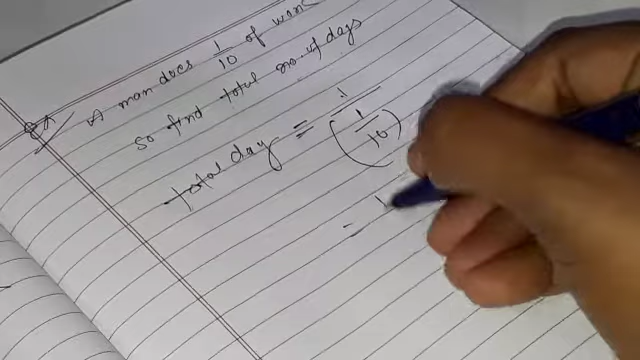 A man does 1/10 of work
so find total no. of days
total day = 1/(1/10)